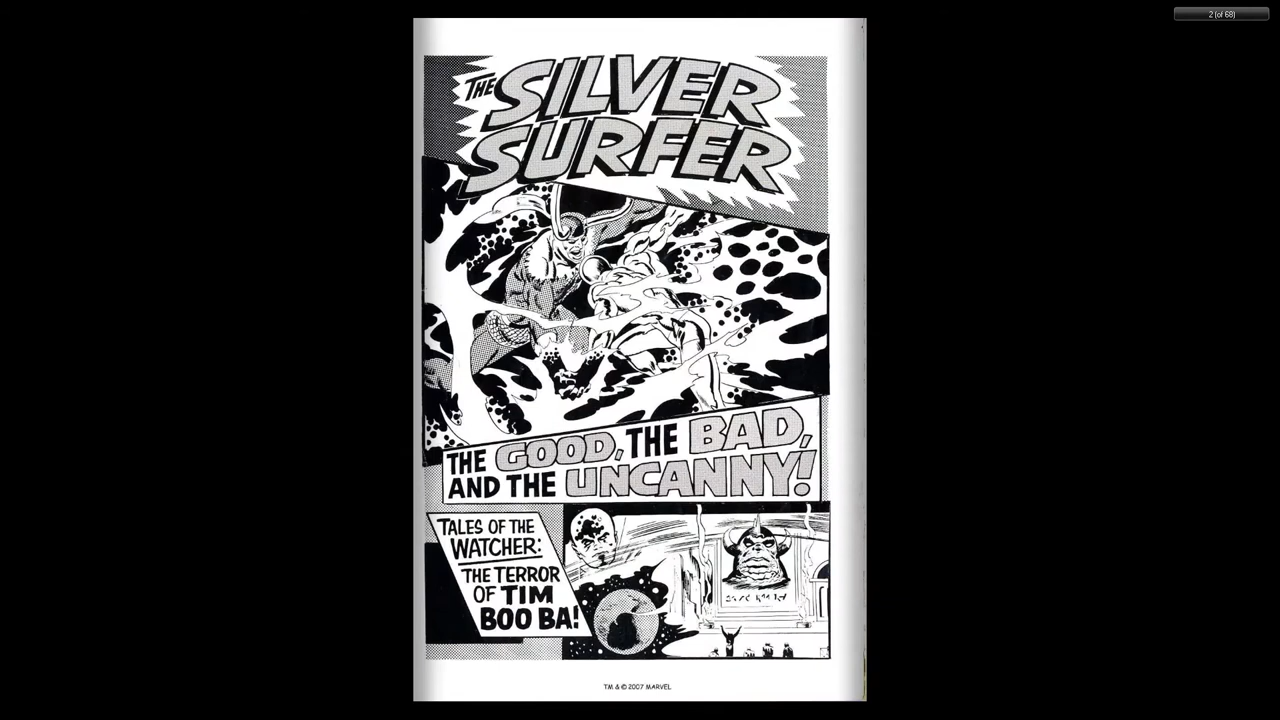 2 (of 68)
THE SILVER
SURFER
THE GOOD, THE BAD,
AND THE UNCANNY!
TALES OF THE
WATCHER:
THE TERROR
OF TIM
BOO BA!
TM & © 2007 MARVEL